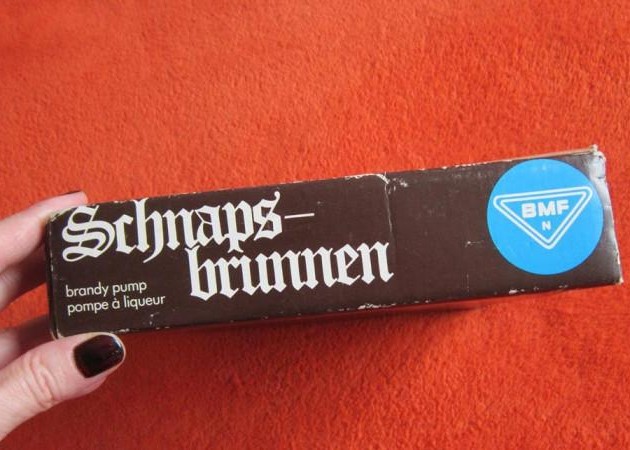 Schnaps–
brunnen
brandy pump
pompe à liqueur
BMF
N